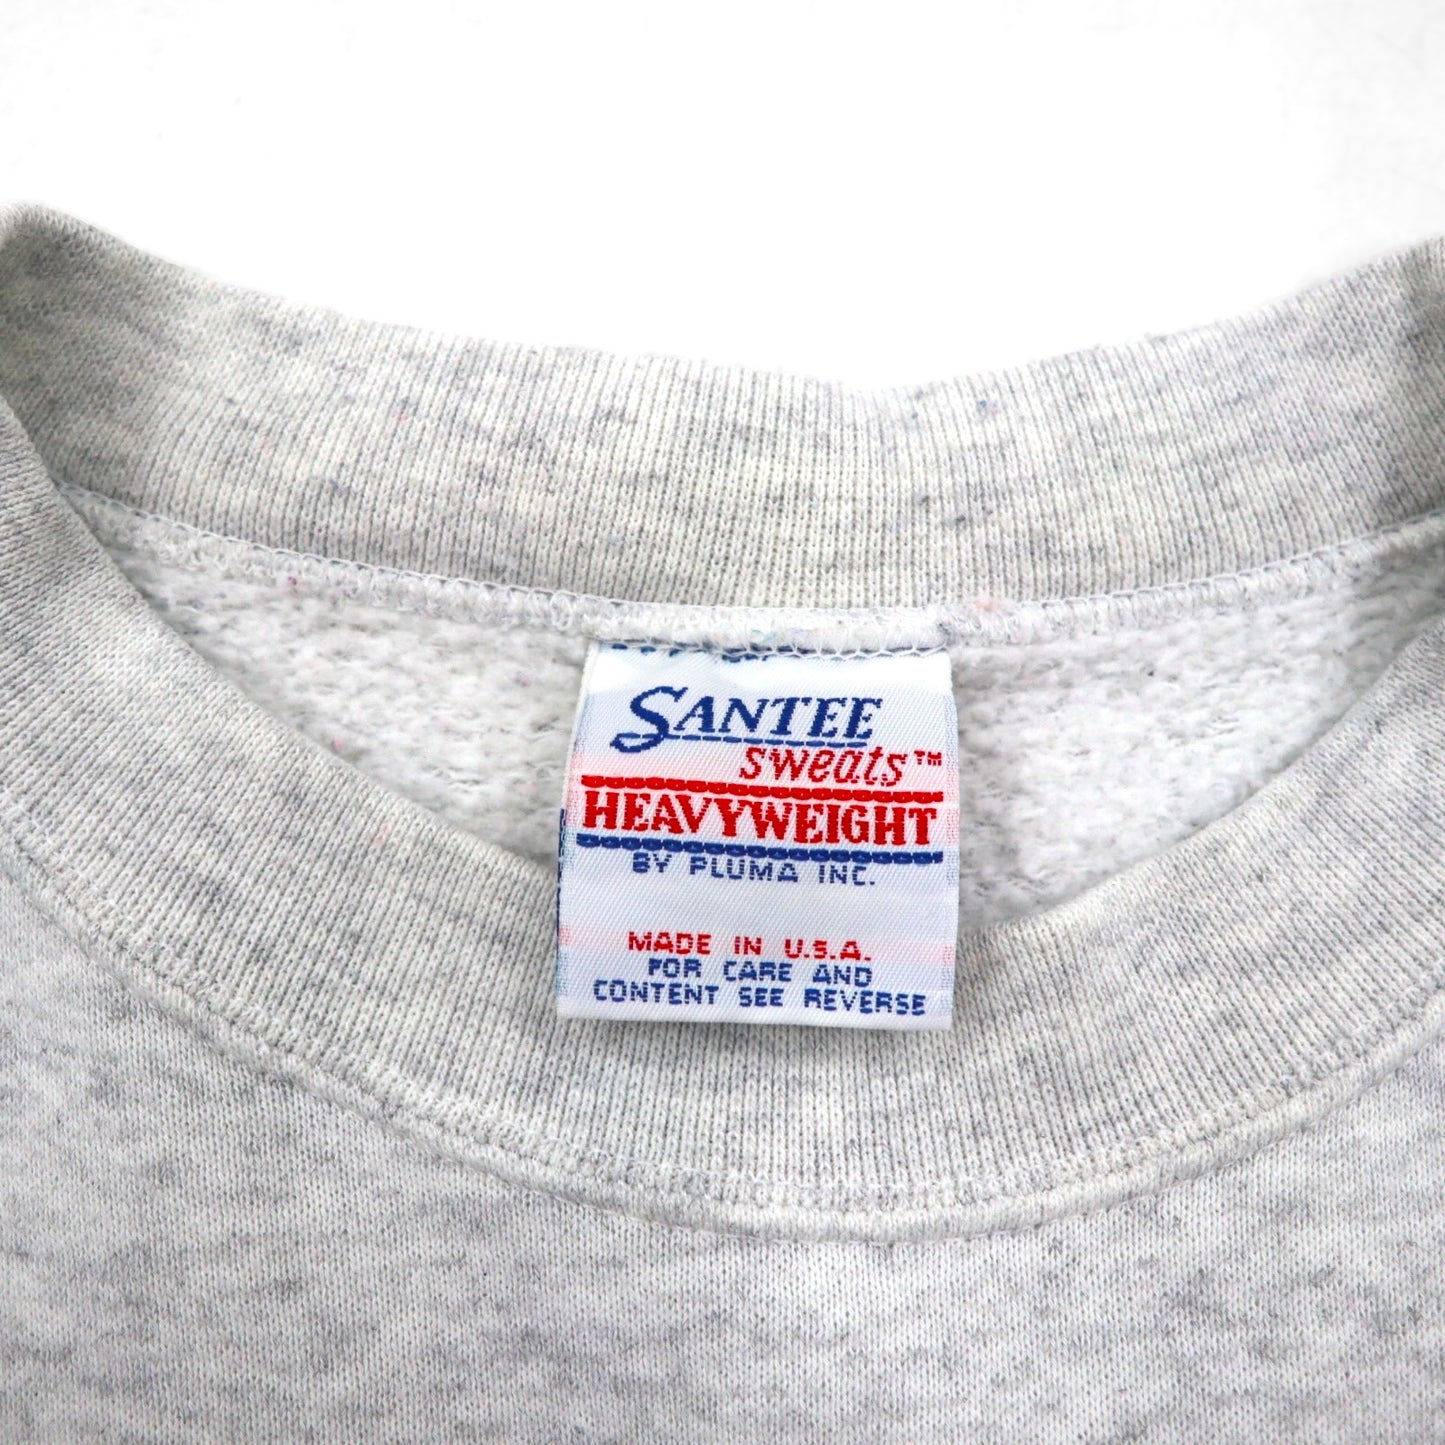 SANTEE
sweats™
HEAVYWEIGHT
BY PLUMA INC.
MADE IN U.S.A.
FOR CARE AND
CONTENT SEE REVERSE